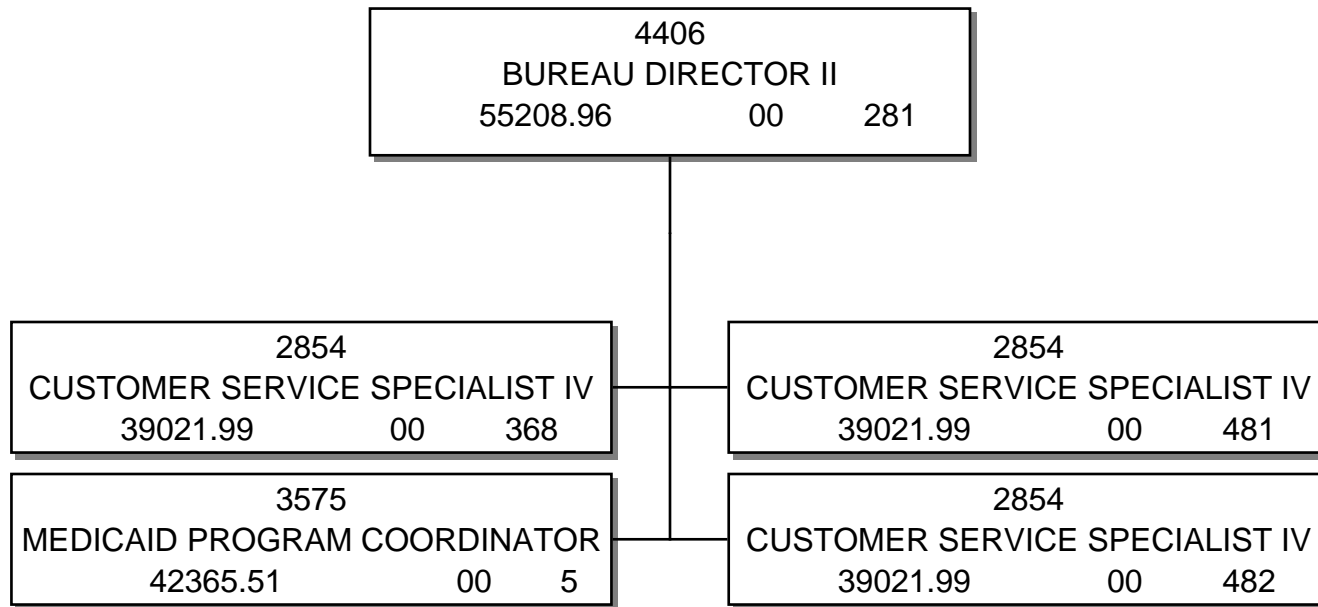 4406
BUREAU DIRECTOR II
55208.96 00 281
2854
CUSTOMER SERVICE SPECIALIST IV
39021.99 00 368
2854
CUSTOMER SERVICE SPECIALIST IV
39021.99 00 481
3575
MEDICAID PROGRAM COORDINATOR
42365.51 00 5
2854
CUSTOMER SERVICE SPECIALIST IV
39021.99 00 482